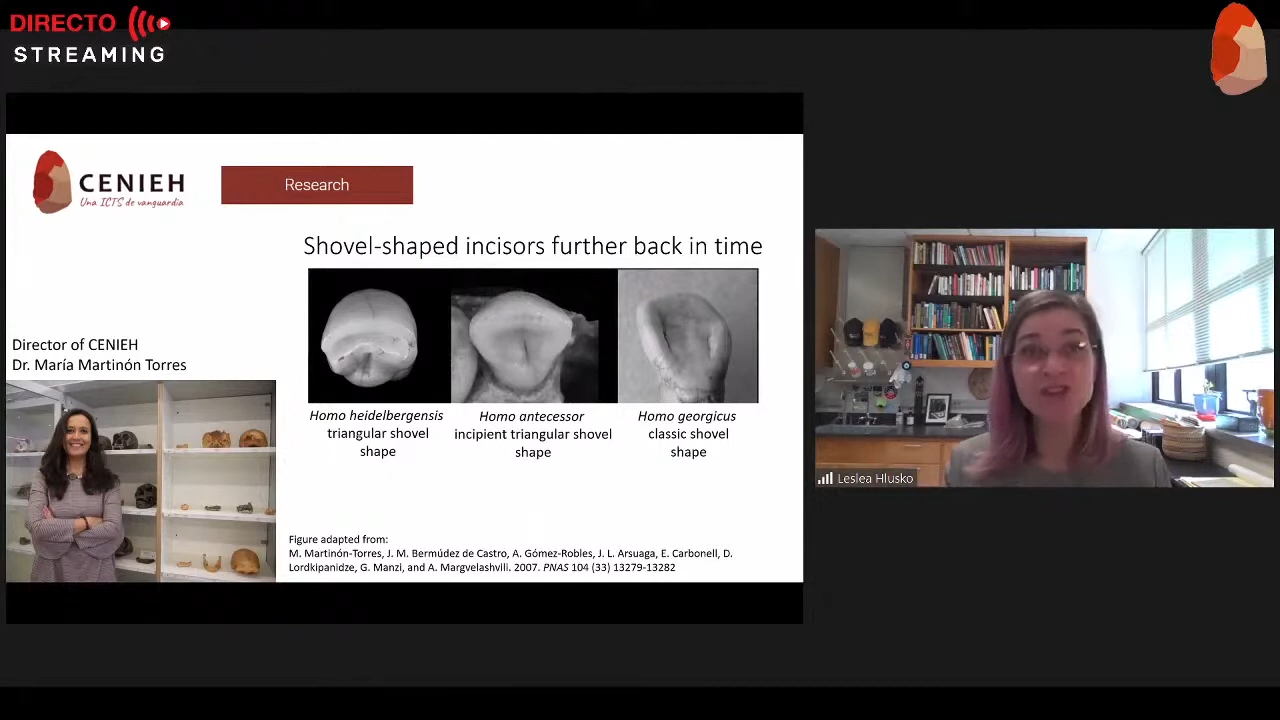 DIRECTO
STREAMING
CENIEH
Una ICTS de vanguardia
Research
Shovel-shaped incisors further back in time
Director of CENIEH
Dr. María Martinón Torres
Homo heidelbergensis
triangular shovel
shape
Homo antecessor
incipient triangular shovel
shape
Homo georgicus
classic shovel
shape
Figure adapted from:
M. Martinón-Torres, J. M. Bermúdez de Castro, A. Gómez-Robles, J. L. Arsuaga, E. Carbonell, D.
Lordkipanidze, G. Manzi, and A. Margvelashvili. 2007. PNAS 104 (33) 13279-13282
Leslea Hlusko